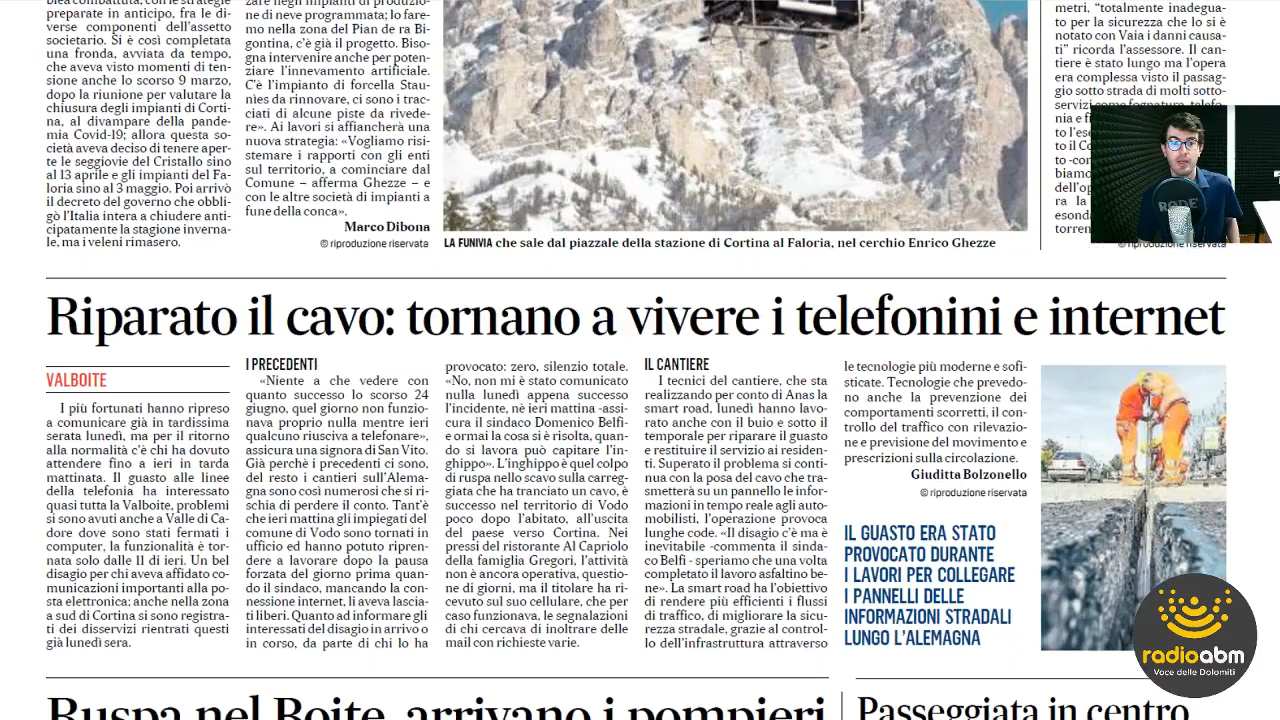 preparate in anticipo, fra le di-
verse componenti dell'assetto
societario. Si è così completata
una fronda, avviata da tempo,
che aveva visto momenti di ten-
sione anche lo scorso 9 marzo,
dopo la riunione per valutare la
chiusura degli impianti di Corti-
na, al divampare della pande-
mia Covid-19; allora questa so-
cietà aveva deciso di tenere aper-
te le seggiovie del Cristallo sino
al 13 aprile e gli impianti del Fa-
loria sino al 3 maggio. Poi arrivò
il decreto del governo che obbli-
gò l'Italia intera a chiudere anti-
cipatamente la stagione inverna-
le, ma i veleni rimasero.
zare negli impianti di produzio-
ne di neve programmata; lo fare-
mo nella zona del Pian de ra Bi-
gontina, c'è già il progetto. Biso-
gna intervenire anche per poten-
ziare l'innevamento artificiale.
C'è l'impianto di forcella Stau-
nies da rinnovare, ci sono i trac-
ciati di alcune piste da rivede-
re». Ai lavori si affiancherà una
nuova strategia: «Vogliamo risi-
stemare i rapporti con gli enti
sul territorio, a cominciare dal
Comune – afferma Ghezze – e
con le altre società di impianti a
fune della conca».
Marco Dibona
© riproduzione riservata
LA FUNIVIA che sale dal piazzale della stazione di Cortina al Faloria, nel cerchio Enrico Ghezze
metri, "totalmente inadegua-
to per la sicurezza che lo si è
notato con Vaia i danni causa-
ti" ricorda l'assessore. Il can-
tiere è stato lungo ma l'opera
era complessa visto il passag-
gio sotto strada di molti sotto-
servizi come fognatura, telefo-
nia e
to l'ese
to il Co
te -con
biamo
dell'op
ra la
esond
torren
© riproduzione riservata
RODE
Riparato il cavo: tornano a vivere i telefonini e internet
VALBOITE
I più fortunati hanno ripreso
a comunicare già in tardissima
serata lunedì, ma per il ritorno
alla normalità c'è chi ha dovuto
attendere fino a ieri in tarda
mattinata. Il guasto alle linee
della telefonia ha interessato
quasi tutta la Valboite, problemi
si sono avuti anche a Valle di Ca-
dore dove sono stati fermati i
computer, la funzionalità è tor-
nata solo dalle 11 di ieri. Un bel
disagio per chi aveva affidato co-
municazioni importanti alla po-
sta elettronica; anche nella zona
a sud di Cortina si sono registra-
ti dei disservizi rientrati questi
già lunedì sera.
I PRECEDENTI
«Niente a che vedere con
quanto successo lo scorso 24
giugno, quel giorno non funzio-
nava proprio nulla mentre ieri
qualcuno riusciva a telefonare»,
assicura una signora di San Vito.
Già perchè i precedenti ci sono,
del resto i cantieri sull'Alema-
gna sono così numerosi che si ri-
schia di perdere il conto. Tant'è
che ieri mattina gli impiegati del
comune di Vodo sono tornati in
ufficio ed hanno potuto ripren-
dere a lavorare dopo la pausa
forzata del giorno prima quan-
do il sindaco, mancando la con-
nessione internet, li aveva lascia-
ti liberi. Quanto ad informare gli
interessati del disagio in arrivo o
in corso, da parte di chi lo ha
provocato: zero, silenzio totale.
«No, non mi è stato comunicato
nulla lunedì appena successo
l'incidente, nè ieri mattina -assi-
cura il sindaco Domenico Belfi-
e ormai la cosa si è risolta, quan-
do si lavora può capitare l'in-
ghippo». L'inghippo è quel colpo
di ruspa nello scavo sulla carreg-
giata che ha tranciato un cavo, è
successo nel territorio di Vodo
poco dopo l'abitato, all'uscita
del paese verso Cortina. Nei
pressi del ristorante Al Capriolo
della famiglia Gregori, l'attività
non è ancora operativa, questio-
ne di giorni, ma il titolare ha ri-
cevuto sul suo cellulare, che per
caso funzionava, le segnalazioni
di chi cercava di inoltrare delle
mail con richieste varie.
IL CANTIERE
I tecnici del cantiere, che sta
realizzando per conto di Anas la
smart road, lunedì hanno lavo-
rato anche con il buio e sotto il
temporale per riparare il guasto
e restituire il servizio ai residen-
ti. Superato il problema si conti-
nua con la posa del cavo che tra-
smetterà su un pannello le infor-
mazioni in tempo reale agli auto-
mobilisti, l'operazione provoca
lunghe code. «Il disagio c'è ma è
inevitabile -commenta il sinda-
co Belfi - speriamo che una volta
completato il lavoro asfaltino be-
ne». La smart road ha l'obiettivo
di rendere più efficienti i flussi
di traffico, di migliorare la sicu-
rezza stradale, grazie al control-
lo dell'infrastruttura attraverso
le tecnologie più moderne e sofi-
sticate. Tecnologie che prevedo-
no anche la prevenzione dei
comportamenti scorretti, il con-
trollo del traffico con rilevazio-
ne e previsione del movimento e
prescrizioni sulla circolazione.
Giuditta Bolzonello
© riproduzione riservata
IL GUASTO ERA STATO
PROVOCATO DURANTE
I LAVORI PER COLLEGARE
I PANNELLI DELLE
INFORMAZIONI STRADALI
LUNGO L'ALEMAGNA
radioabm
Voce delle Dolomiti
Ruspa nel Boite, arrivano i pompieri
Passeggiata in centro